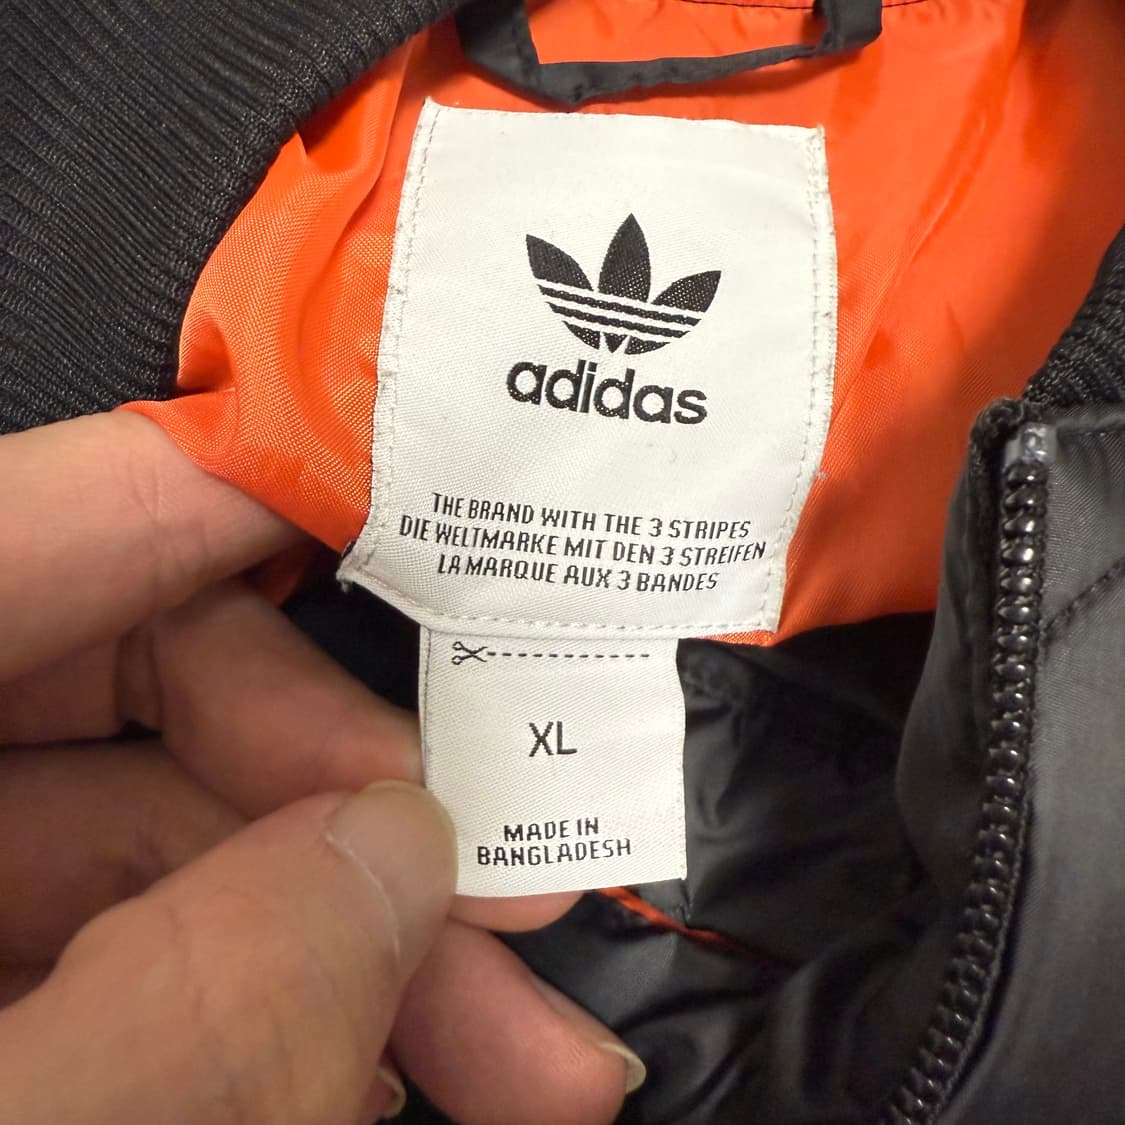 adidas
THE BRAND WITH THE 3 STRIPES
DIE WELTMARKE MIT DEN 3 STREIFEN
LA MARQUE AUX 3 BANDES
XL
MADE IN
BANGLADESH